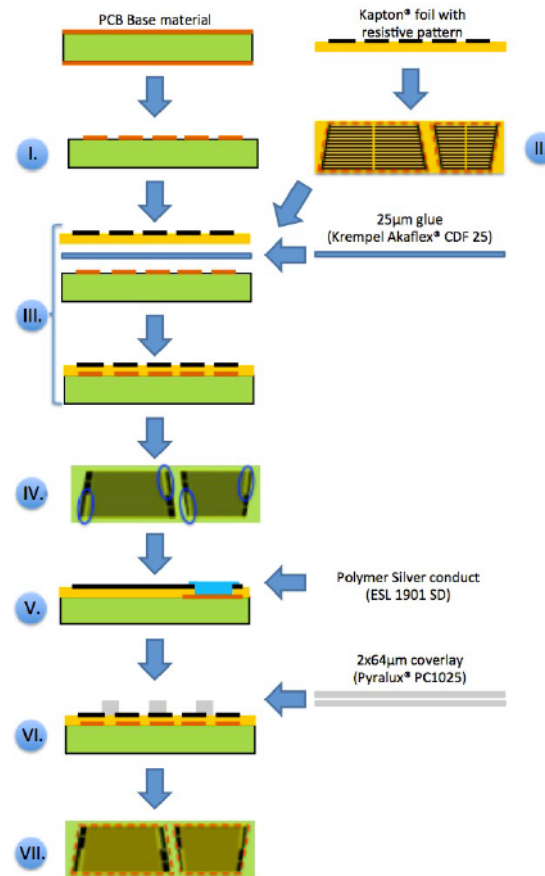 PCB Base material
Kapton® foil with
resistive pattern
I.
II.
25μm glue
(Krempel Akaflex® CDF 25)
III.
IV.
Polymer Silver conduct
(ESL 1901 SD)
V.
2x64μm coverlay
(Pyralux® PC1025)
VI.
VII.